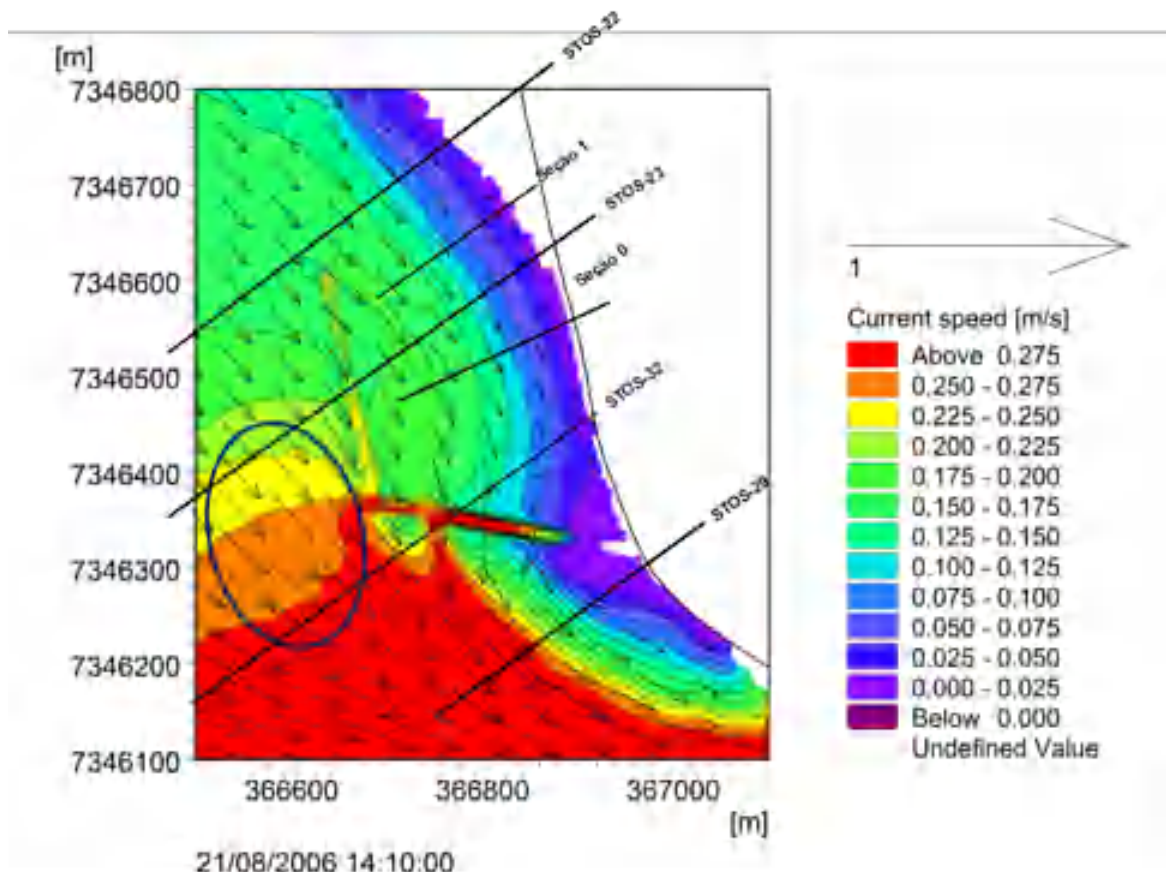 STOS-22
[m]
7346800
Seção 1
7346700
STOS-23
7346600
Seção 0
1
7346500
Current speed [m/s]
STOS-32
Above 0.275
0.250 - 0.275
0.225 - 0.250
7346400
0.200 - 0.225
0.175 - 0.200
STOS-29
0.150 - 0.175
0.125 - 0.150
7346300
0.100 - 0.125
0.075 - 0.100
0.050 - 0.075
7346200
0.025 - 0.050
0.000 - 0.025
Below 0.000
7346100
Undefined Value
366600 366800 367000
[m]
21/08/2006 14:10:00